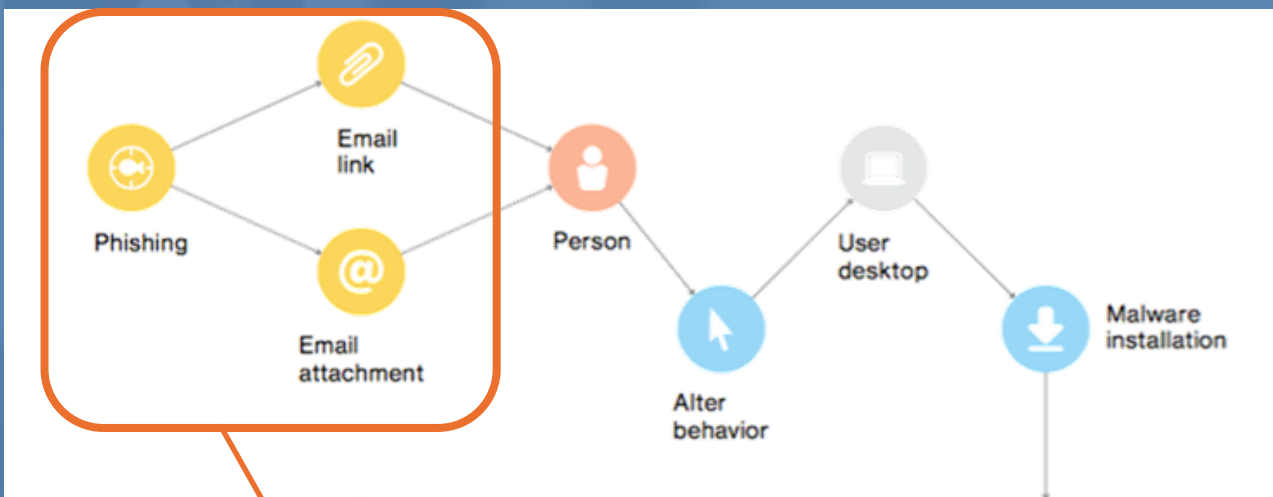 Email
link
Phishing
Person
User
desktop
Malware
installation
@
Email
attachment
Alter
behavior